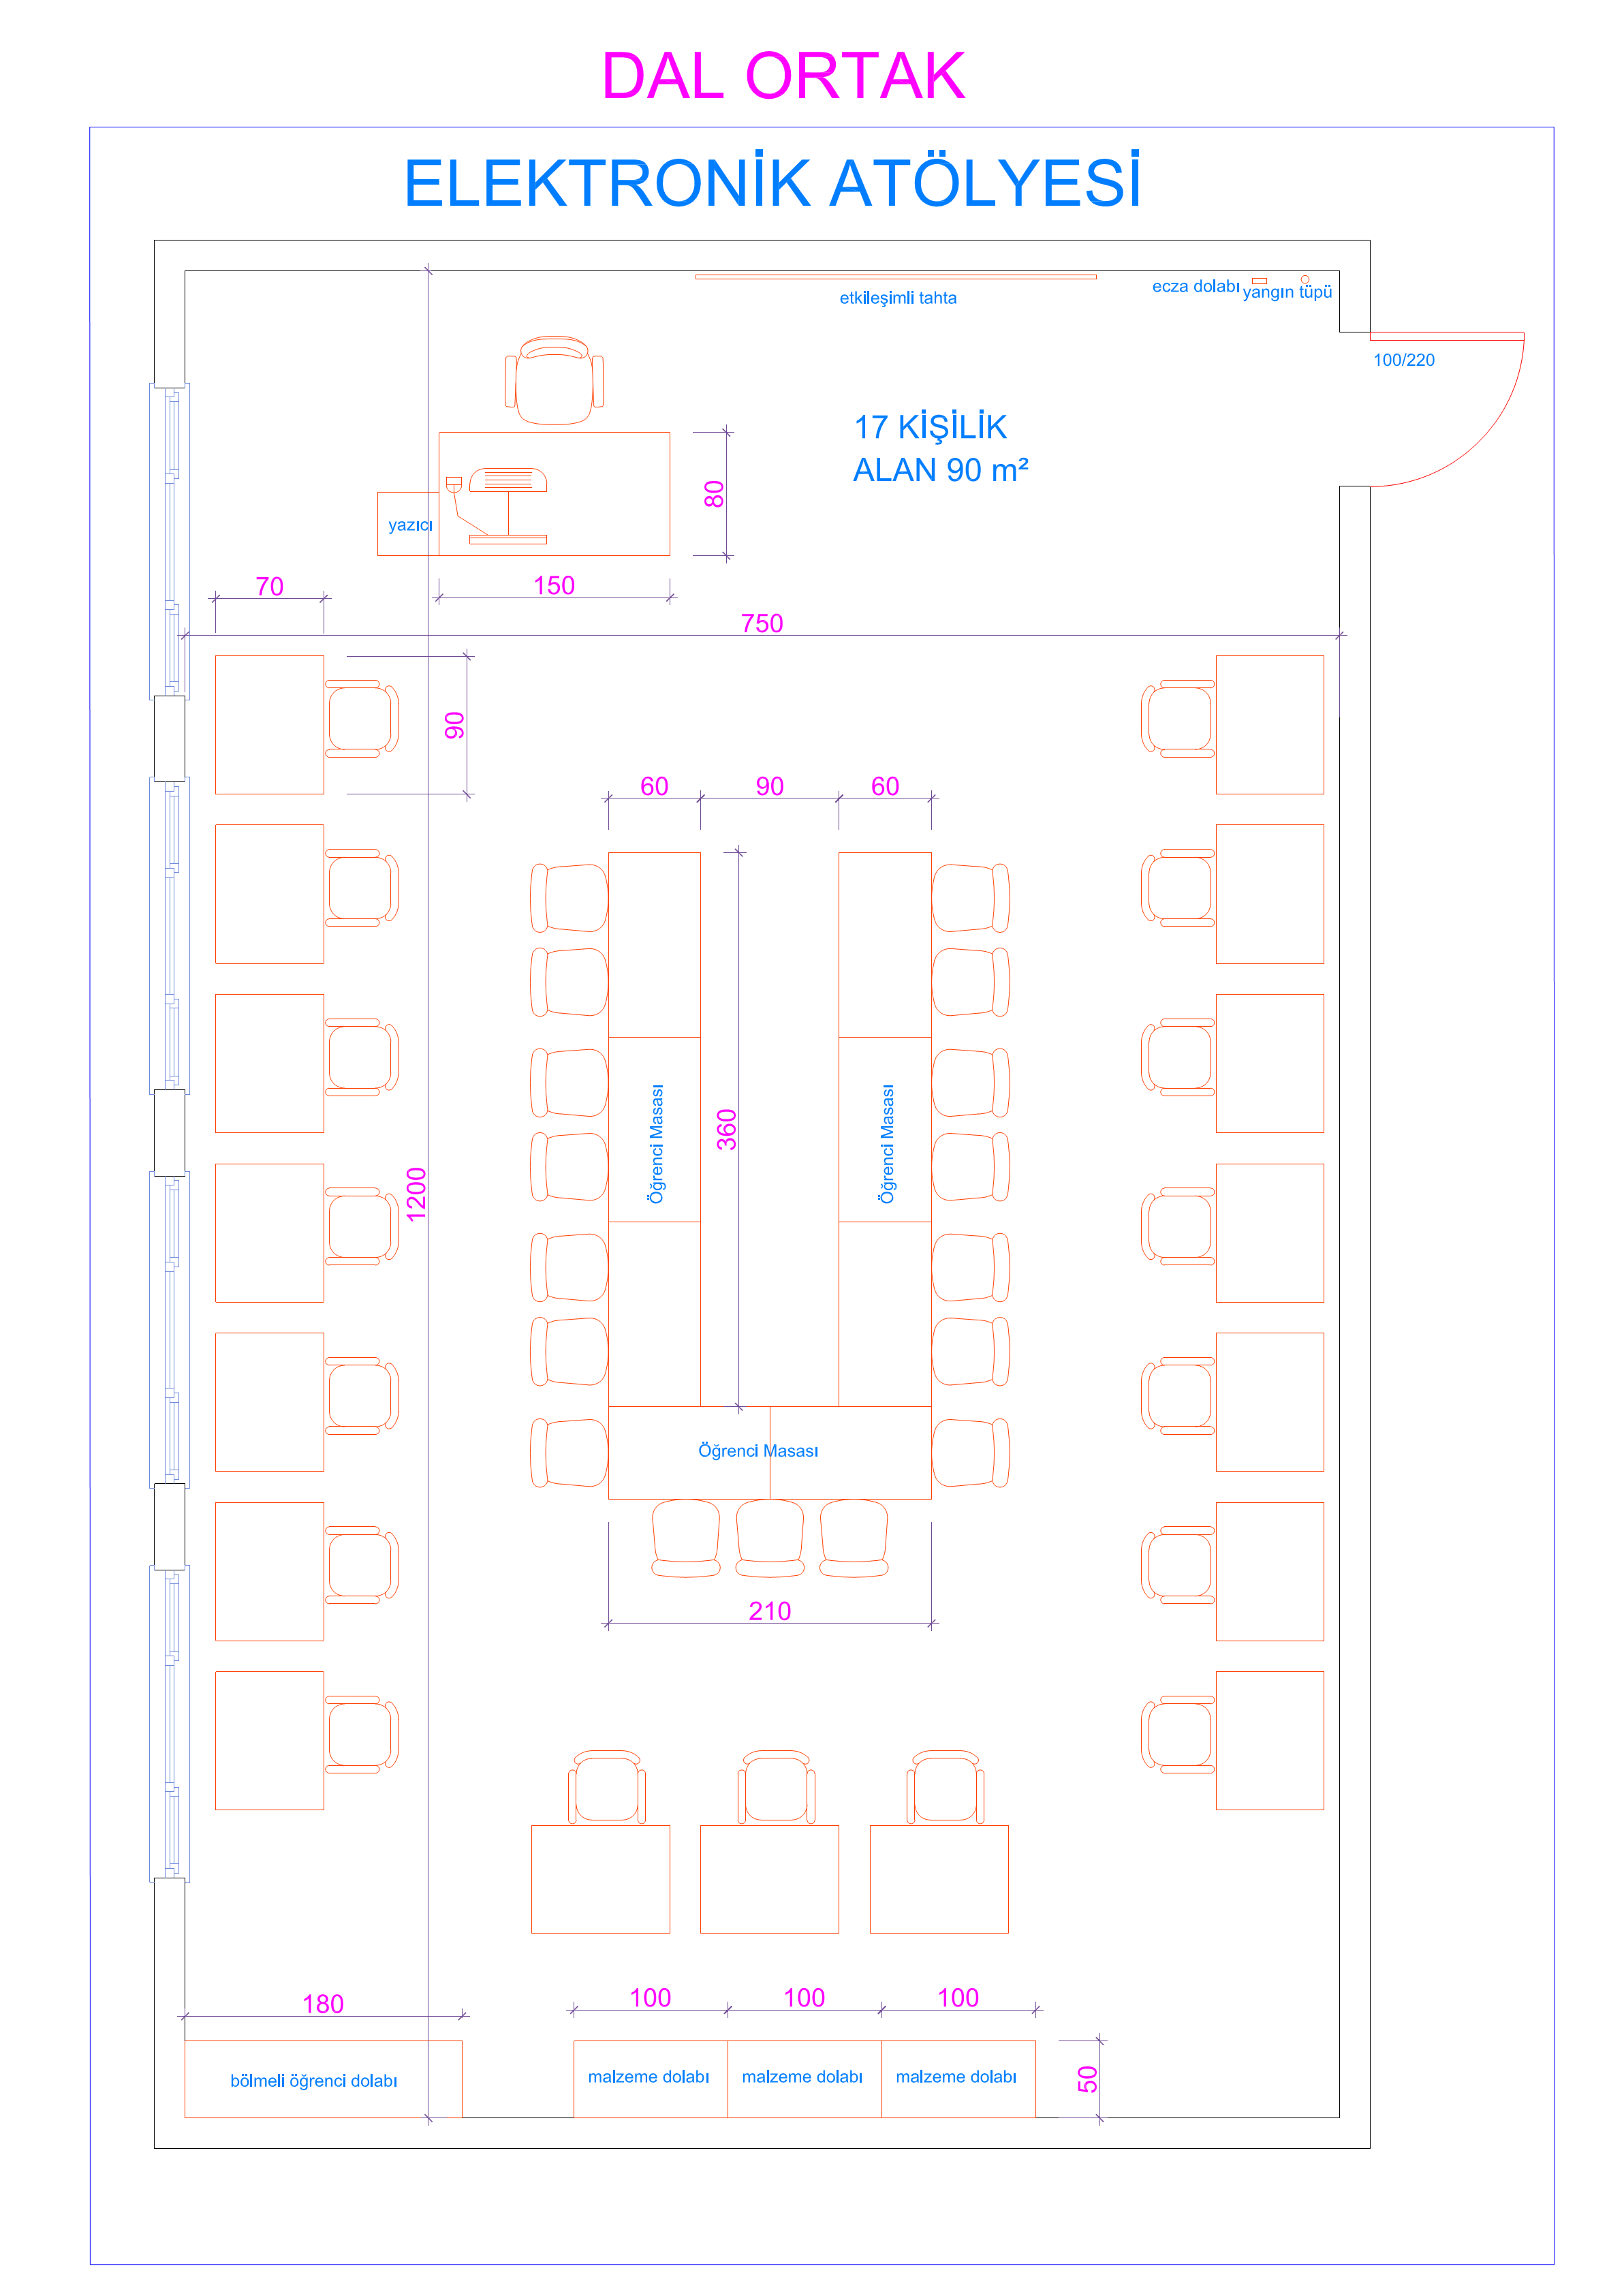 DAL ORTAK
ELEKTRONİK ATÖLYESİ
etkileşimli tahta
ecza dolabı
yangın tüpü
100/220
17 KİŞİLİK
ALAN 90 m²
80
yazıcı
70
150
750
90
60
90
60
360
Öğrenci Masası
Öğrenci Masası
1200
Öğrenci Masası
210
180
100
100
100
bölmeli öğrenci dolabı
malzeme dolabı
malzeme dolabı
malzeme dolabı
50